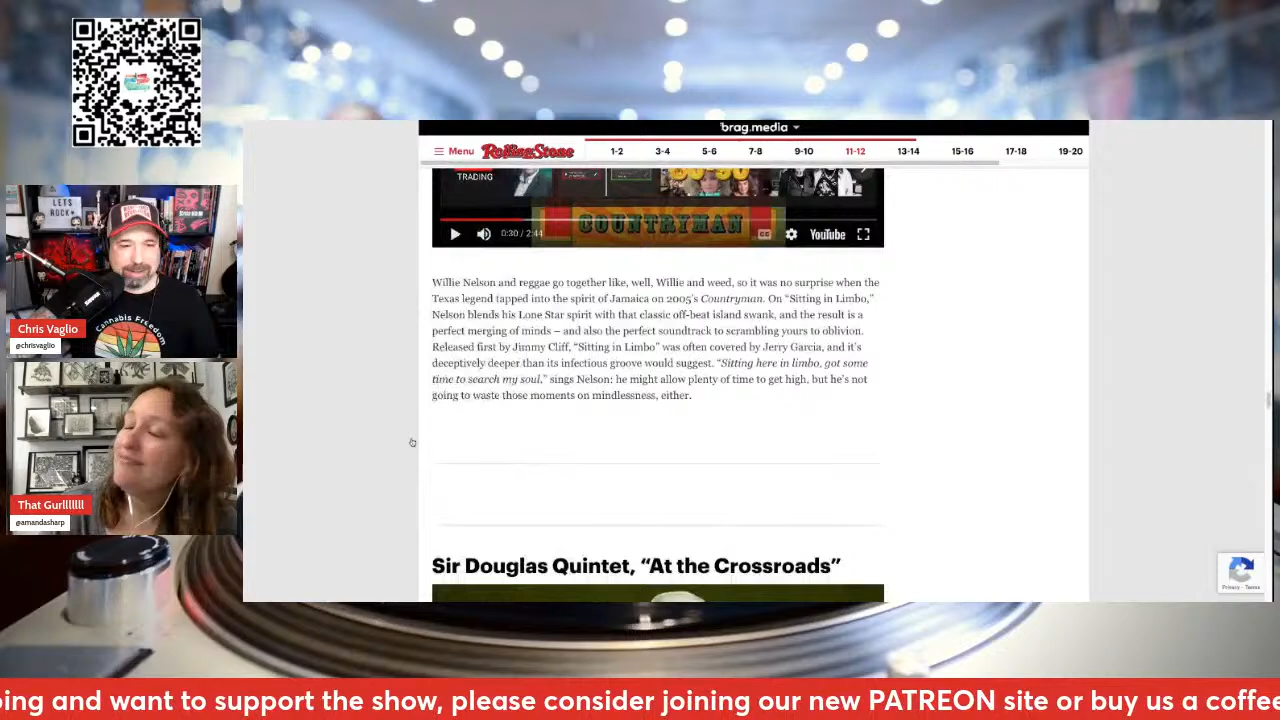 brag.media
Menu RollingStone 1-2 3-4 5-6 7-8 9-10 11-12 13-14 15-16 17-18 19-20
TRADING
COUNTRYMAN
0:30 / 2:44 CC YouTube
LETS
ROCK
Cannabis Freedom
Chris Vaglio
@chrisvaglio
That Gurlllllll
@amandasharp
Willie Nelson and reggae go together like, well, Willie and weed, so it was no surprise when the
Texas legend tapped into the spirit of Jamaica on 2005’s Countryman. On “Sitting in Limbo,”
Nelson blends his Lone Star spirit with that classic off-beat island swank, and the result is a
perfect merging of minds – and also the perfect soundtrack to scrambling yours to oblivion.
Released first by Jimmy Cliff, “Sitting in Limbo” was often covered by Jerry Garcia, and it’s
deceptively deeper than its infectious groove would suggest. “Sitting here in limbo, got some
time to search my soul,” sings Nelson: he might allow plenty of time to get high, but he’s not
going to waste those moments on mindlessness, either.
Sir Douglas Quintet, “At the Crossroads”
Privacy - Terms
ing and want to support the show, please consider joining our new PATREON site or buy us a coffee